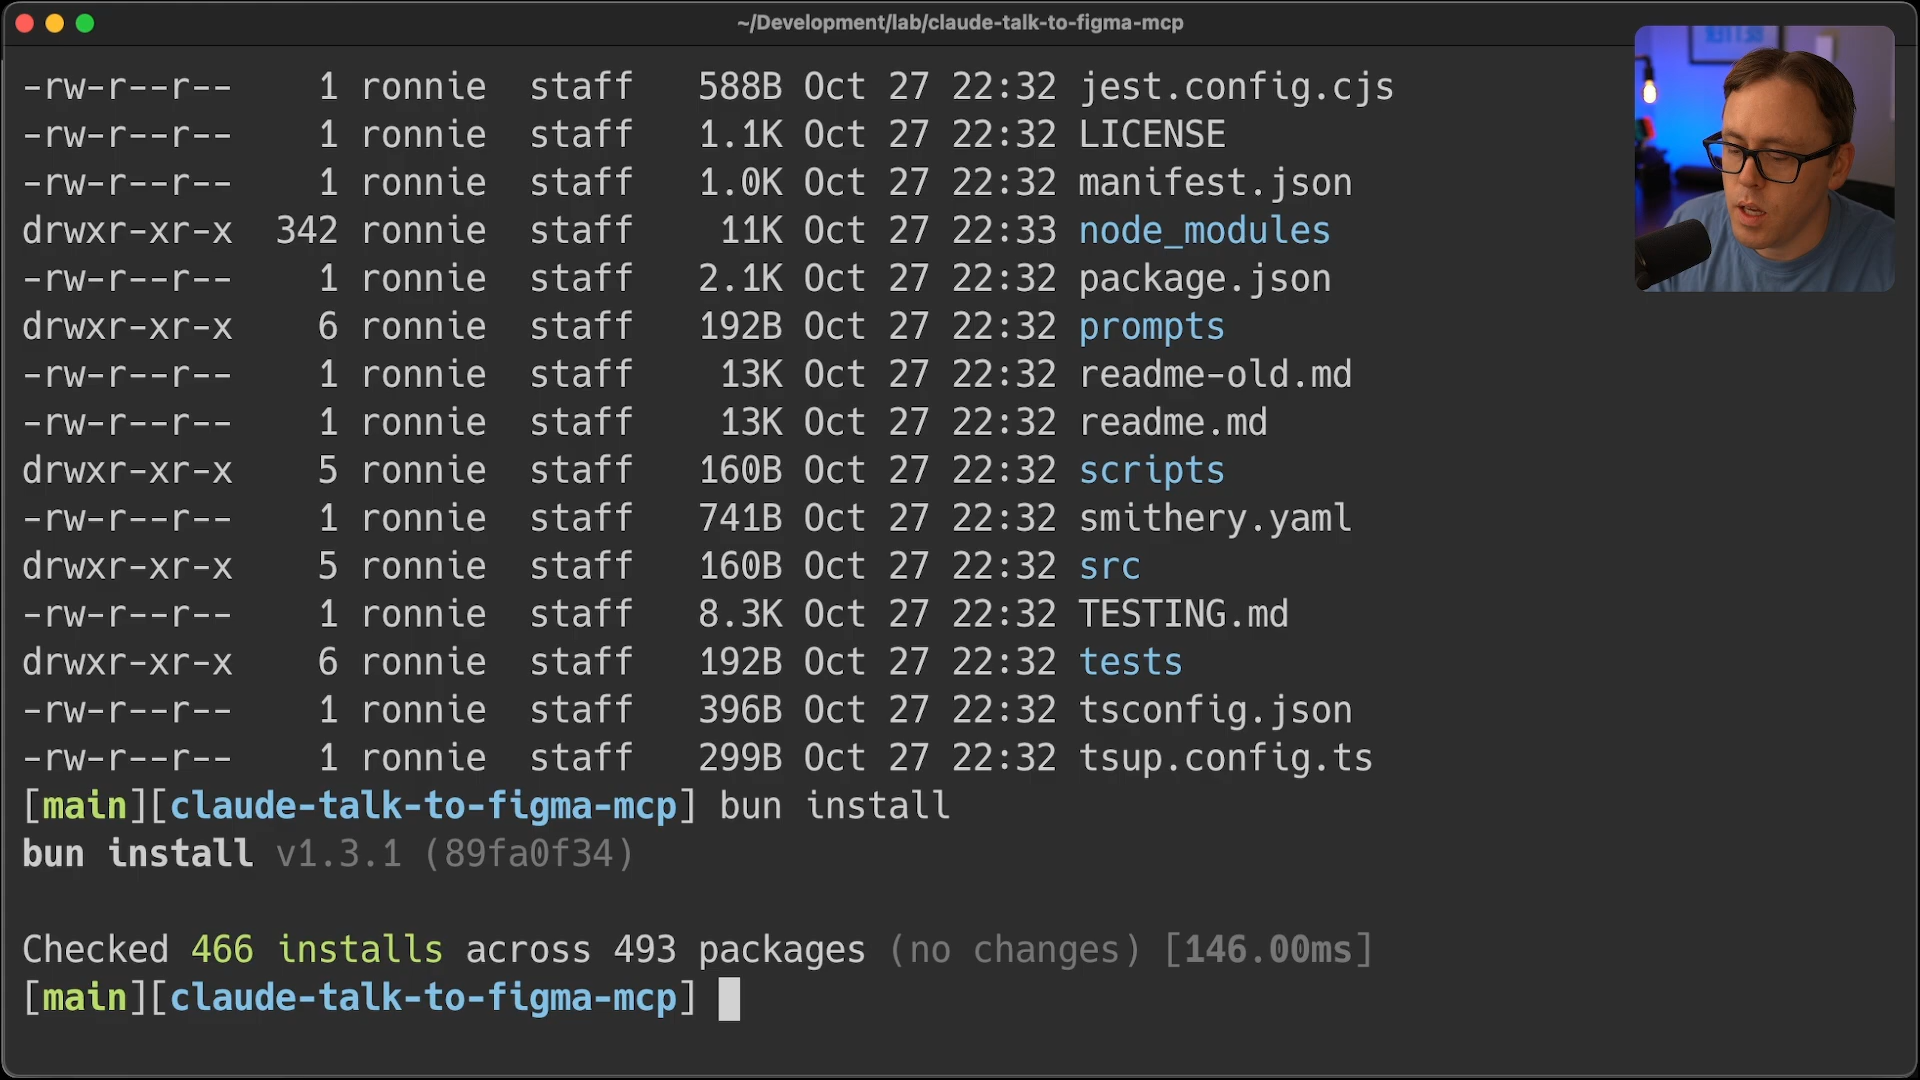 ~/Development/lab/claude-talk-to-figma-mcp
-rw-r--r-- 1 ronnie staff 588B Oct 27 22:32 jest.config.cjs
-rw-r--r-- 1 ronnie staff 1.1K Oct 27 22:32 LICENSE
-rw-r--r-- 1 ronnie staff 1.0K Oct 27 22:32 manifest.json
drwxr-xr-x 342 ronnie staff 11K Oct 27 22:33 node_modules
-rw-r--r-- 1 ronnie staff 2.1K Oct 27 22:32 package.json
drwxr-xr-x 6 ronnie staff 192B Oct 27 22:32 prompts
-rw-r--r-- 1 ronnie staff 13K Oct 27 22:32 readme-old.md
-rw-r--r-- 1 ronnie staff 13K Oct 27 22:32 readme.md
drwxr-xr-x 5 ronnie staff 160B Oct 27 22:32 scripts
-rw-r--r-- 1 ronnie staff 741B Oct 27 22:32 smithery.yaml
drwxr-xr-x 5 ronnie staff 160B Oct 27 22:32 src
-rw-r--r-- 1 ronnie staff 8.3K Oct 27 22:32 TESTING.md
drwxr-xr-x 6 ronnie staff 192B Oct 27 22:32 tests
-rw-r--r-- 1 ronnie staff 396B Oct 27 22:32 tsconfig.json
-rw-r--r-- 1 ronnie staff 299B Oct 27 22:32 tsup.config.ts
[main][claude-talk-to-figma-mcp] bun install
bun install v1.3.1 (89fa0f34)
Checked 466 installs across 493 packages (no changes) [146.00ms]
[main][claude-talk-to-figma-mcp]